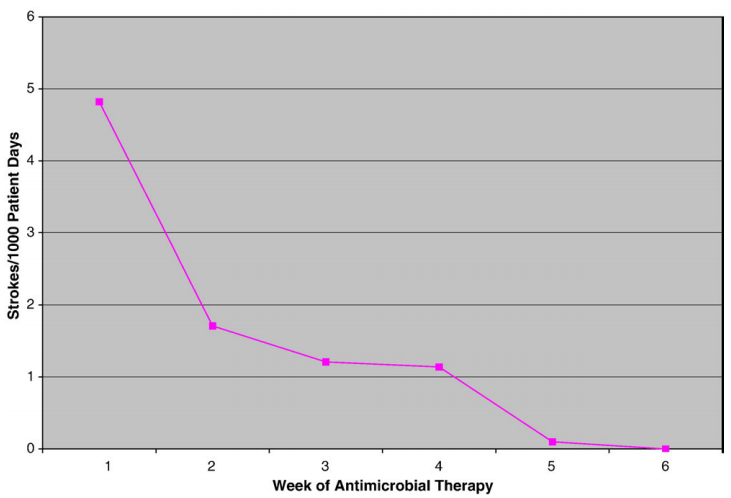 6
5
4
3
2
1
0
Strokes/1000 Patient Days
1 2 3 4 5 6
Week of Antimicrobial Therapy